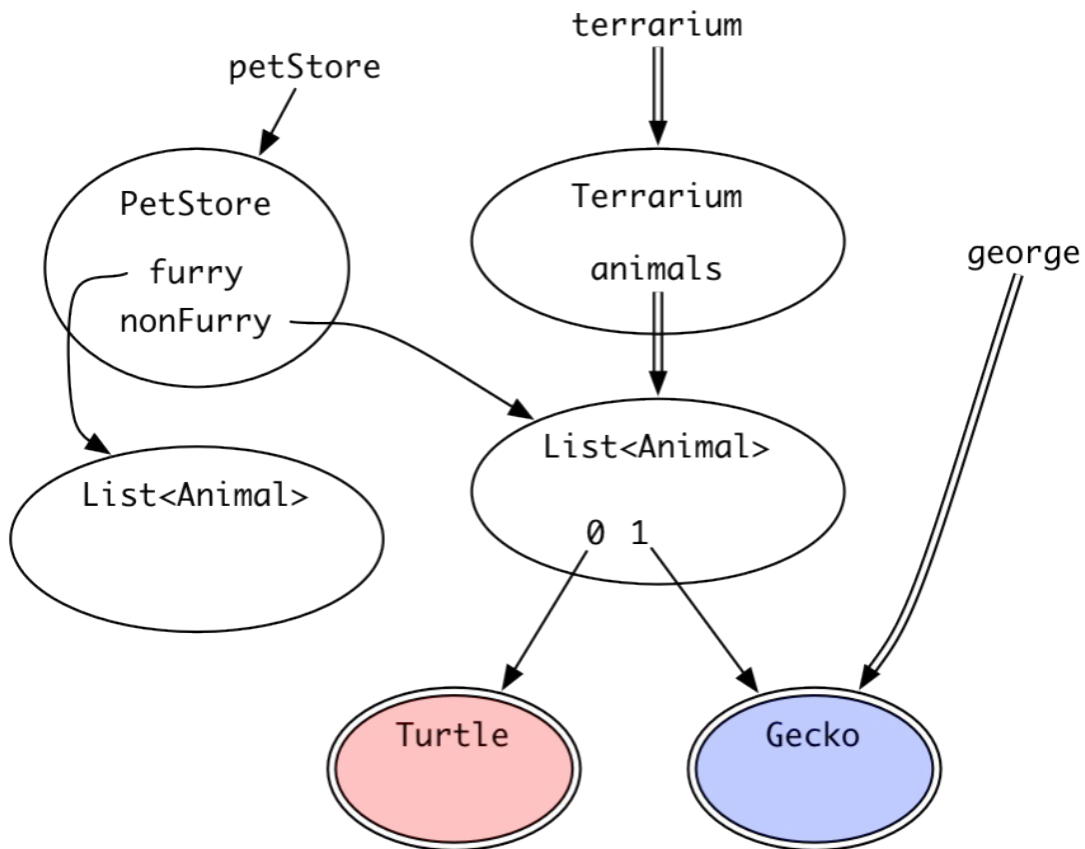 terrarium
petStore
PetStore
furry
nonFurry
Terrarium
animals
george
List<Animal>
0 1
List<Animal>
Turtle
Gecko